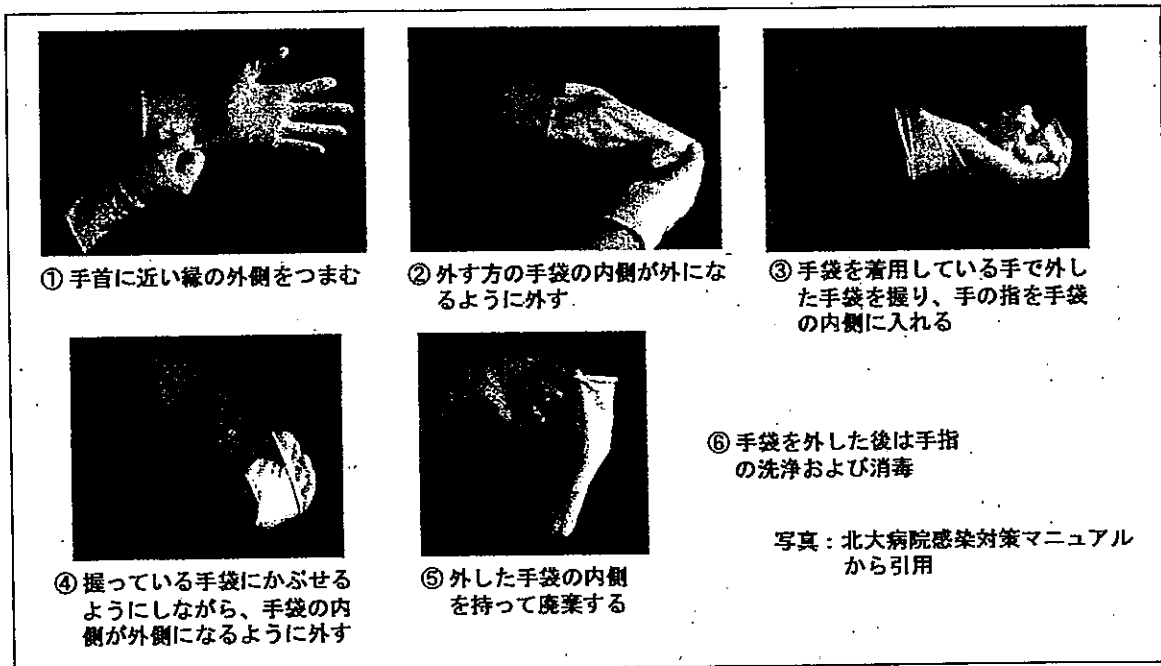 ① 手首に近い縁の外側をつまむ
② 外す方の手袋の内側が外にな
るように外す
③ 手袋を着用している手で外し
た手袋を握り、手の指を手袋
の内側に入れる
④ 握っている手袋にかぶせる
ようにしながら、手袋の内
側が外側になるように外す
⑤ 外した手袋の内側
を持って廃棄する
⑥ 手袋を外した後は手指
の洗浄および消毒
写真：北大病院感染対策マニュアル
から引用